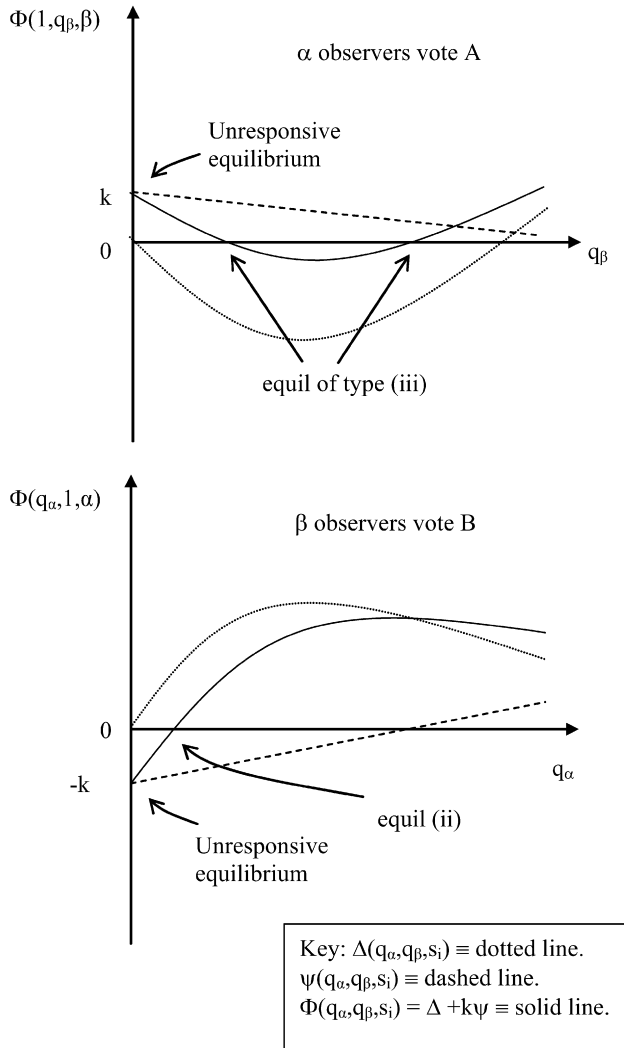 Φ(1,qᵦ,β)
α observers vote A
Unresponsive
equilibrium
k
0
qᵦ
equil of type (iii)
Φ(qα,1,α)
β observers vote B
0
qα
-k
equil (ii)
Unresponsive
equilibrium
Key: Δ(qα,qᵦ,sᵢ) ≡ dotted line.
ψ(qα,qᵦ,sᵢ) ≡ dashed line.
Φ(qα,qᵦ,sᵢ) = Δ +kψ ≡ solid line.